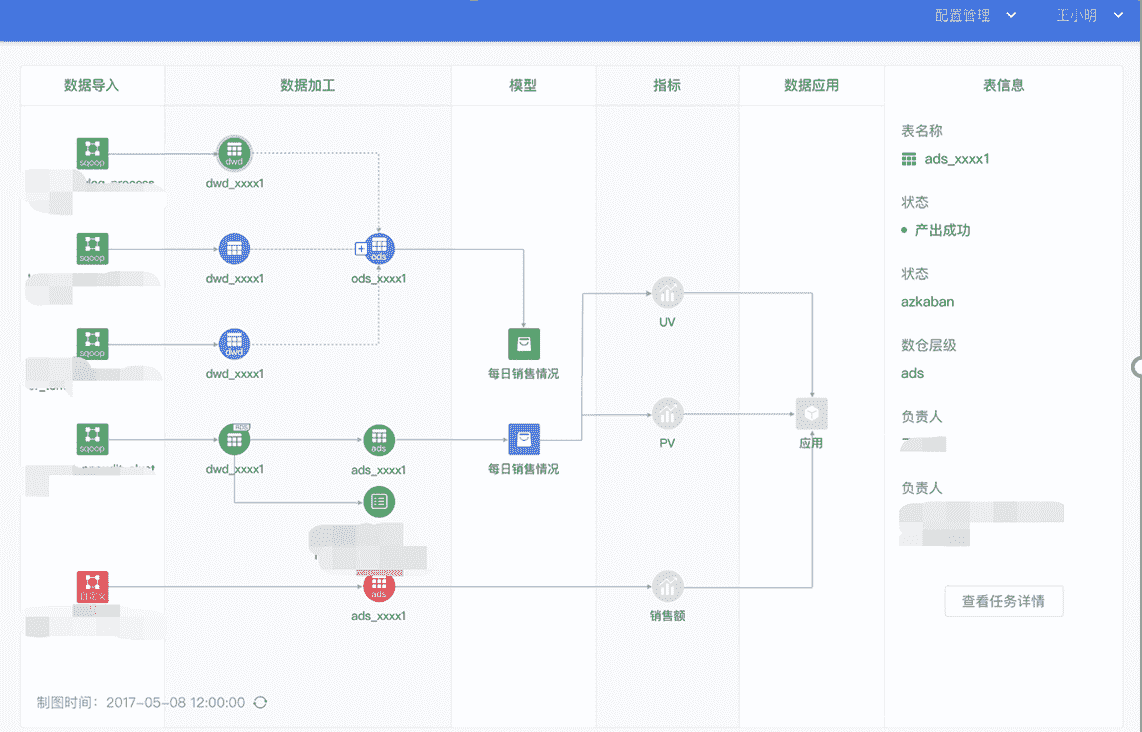 配置管理 王小明
数据导入 数据加工 模型 指标 数据应用 表信息
表名称
ads_xxxx1
状态
产出成功
状态
azkaban
数仓层级
ads
负责人
负责人
查看任务详情
sqoop
dwd
dwd_xxxx1
sqoop
dwd_xxxx1
ods
ods_xxxx1
sqoop
dwd
dwd_xxxx1
每日销售情况
UV
sqoop
ADS
dwd_xxxx1
ads
ads_xxxx1
每日销售情况
PV
应用
自定义
ads
ads_xxxx1
销售额
制图时间：2017-05-08 12:00:00